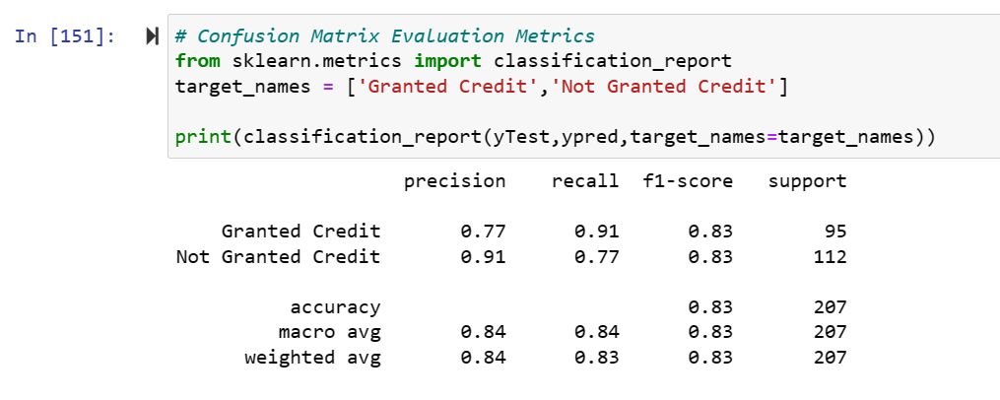 In [151]: # Confusion Matrix Evaluation Metrics
from sklearn.metrics import classification_report
target_names = ['Granted Credit','Not Granted Credit']
print(classification_report(yTest,ypred,target_names=target_names))
precision recall f1-score support
Granted Credit 0.77 0.91 0.83 95
Not Granted Credit 0.91 0.77 0.83 112
accuracy 0.83 207
macro avg 0.84 0.84 0.83 207
weighted avg 0.84 0.83 0.83 207